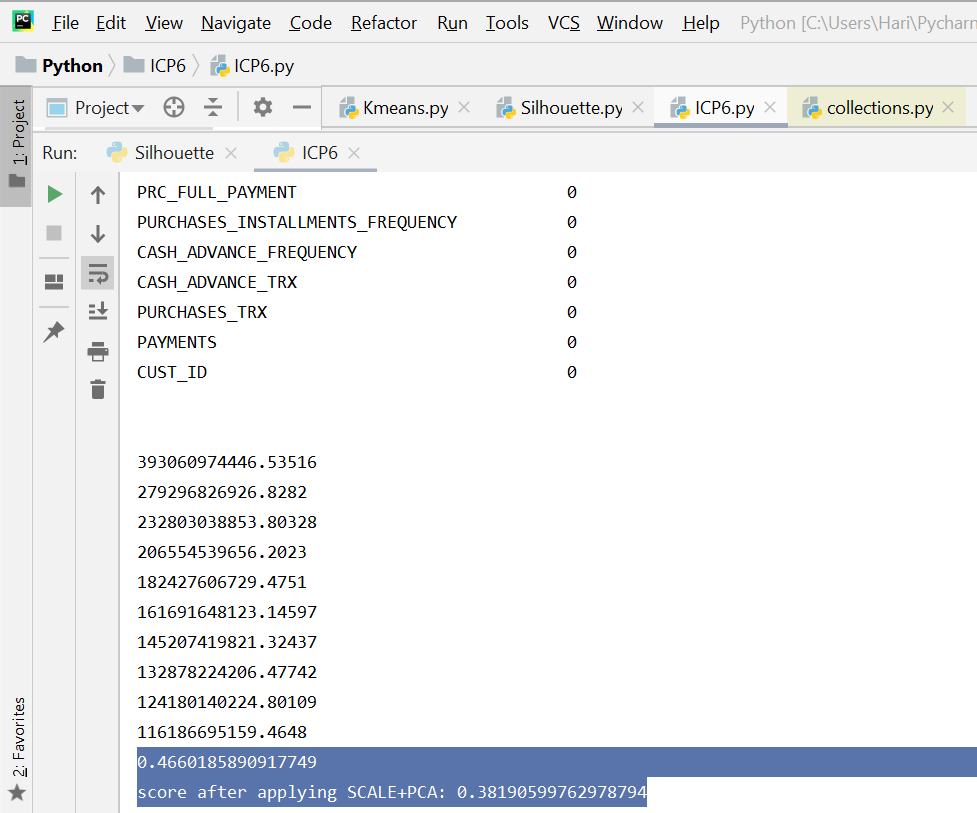 PC File Edit View Navigate Code Refactor Run Tools VCS Window Help Python [C:\Users\Hari\Pycharm
Python ICP6 ICP6.py
1: Project
Project Kmeans.py Silhouette.py ICP6.py collections.py
Run: Silhouette ICP6
PRC_FULL_PAYMENT 0
PURCHASES_INSTALLMENTS_FREQUENCY 0
CASH_ADVANCE_FREQUENCY 0
CASH_ADVANCE_TRX 0
PURCHASES_TRX 0
PAYMENTS 0
CUST_ID 0
393060974446.53516
279296826926.8282
232803038853.80328
206554539656.2023
182427606729.4751
161691648123.14597
145207419821.32437
132878224206.47742
124180140224.80109
116186695159.4648
0.4660185890917749
score after applying SCALE+PCA: 0.38190599762978794
2: Favorites